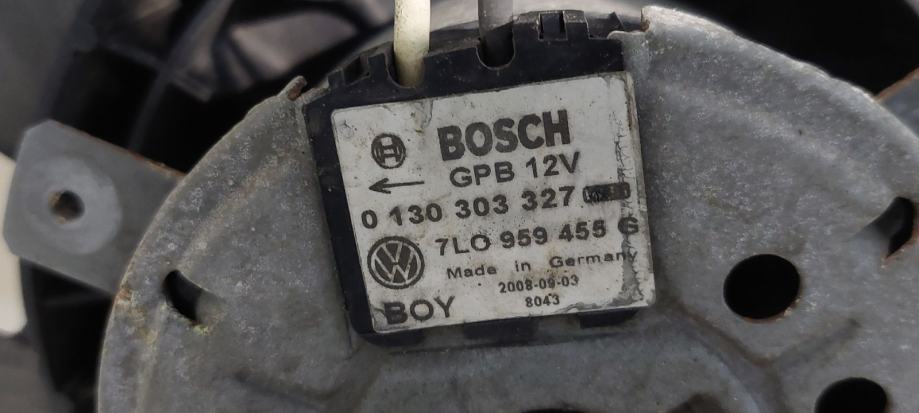 BOSCH
GPB 12V
0 130 303 327
7L0 959 455 G
Made in Germany
2008-09-03
8043
BOY